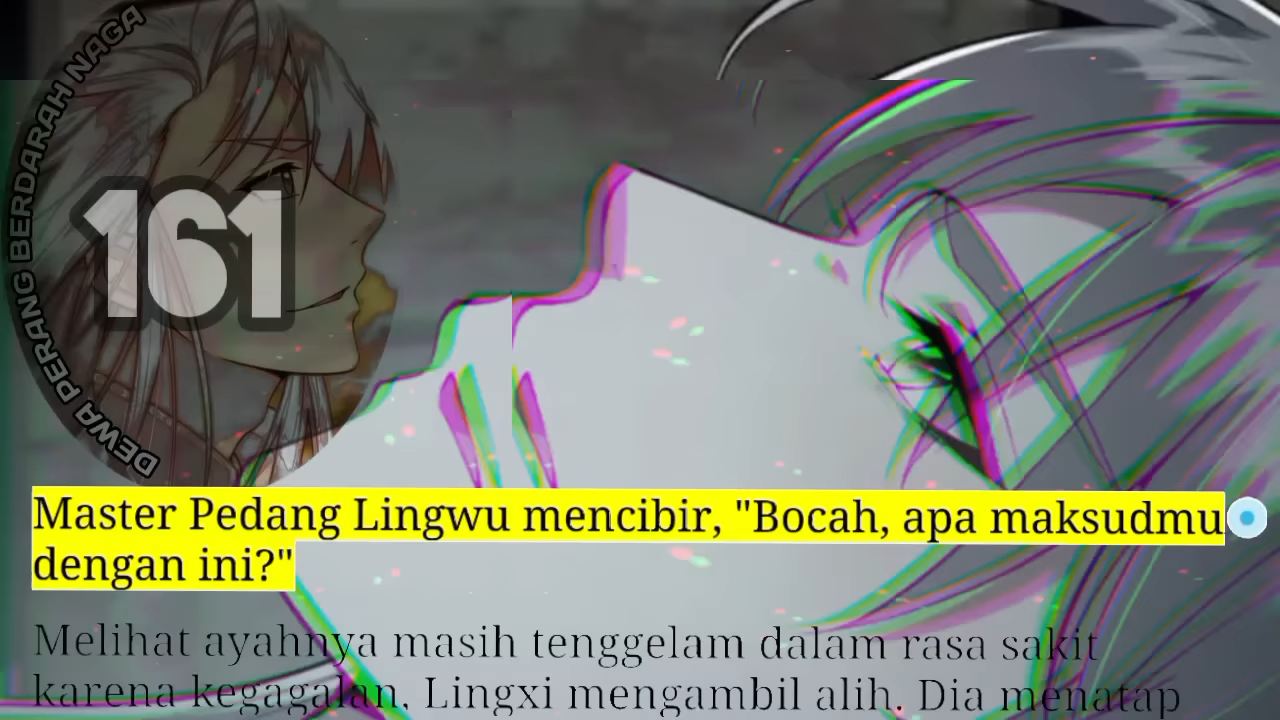 DEWA PERANG BERDARAH NAGA
161
Master Pedang Lingwu mencibir, "Bocah, apa maksudmu
dengan ini?"
Melihat ayahnya masih tenggelam dalam rasa sakit
karena kegagalan, Lingxi mengambil alih. Dia menatap